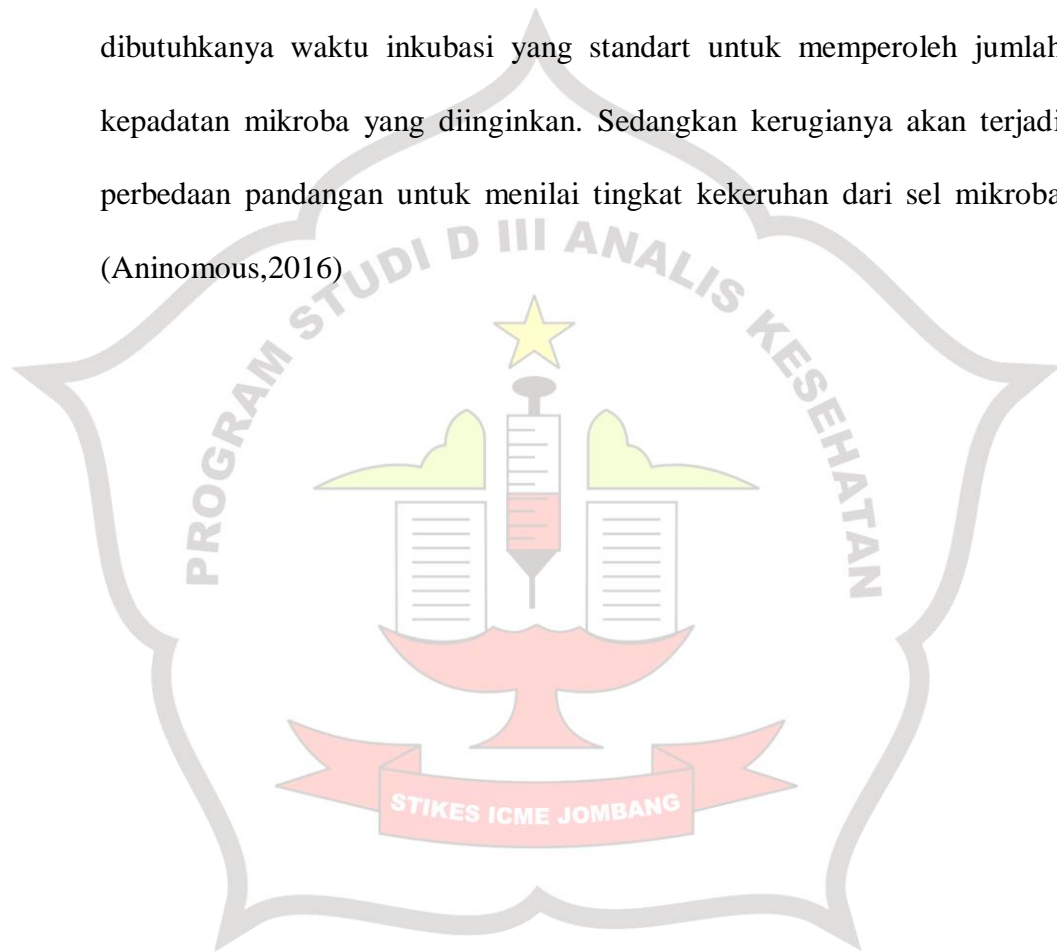 dibutuhkanya waktu inkubasi yang standart untuk memperoleh jumlah
kepadatan mikroba yang diinginkan. Sedangkan kerugianya akan terjadi
perbedaan pandangan untuk menilai tingkat kekeruhan dari sel mikroba
(Aninomous,2016)
PROGRAM STUDI D III ANALIS KESEHATAN
STIKES ICME JOMBANG